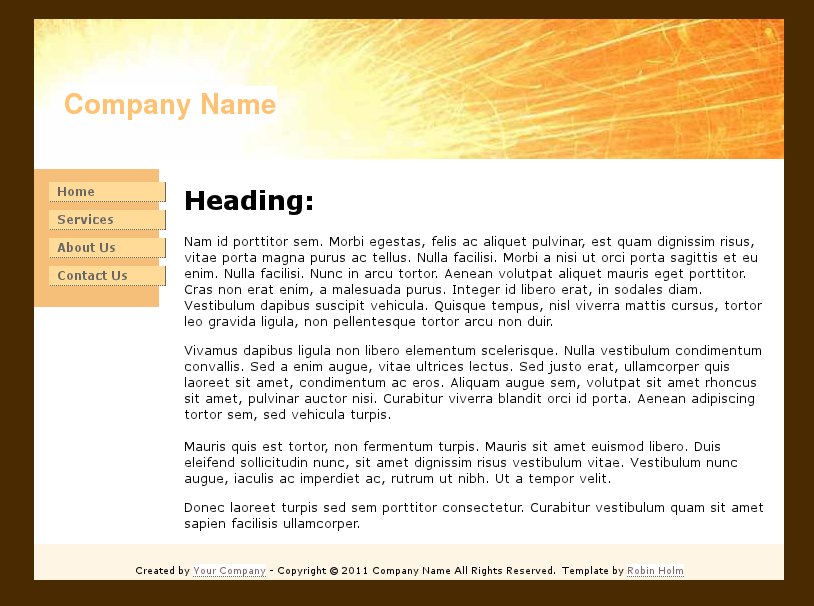 Company Name
Home
Services
About Us
Contact Us
Heading:
Nam id porttitor sem. Morbi egestas, felis ac aliquet pulvinar, est quam dignissim risus,
vitae porta magna purus ac tellus. Nulla facilisi. Morbi a nisi ut orci porta sagittis et eu
enim. Nulla facilisi. Nunc in arcu tortor. Aenean volutpat aliquet mauris eget porttitor.
Cras non erat enim, a malesuada purus. Integer id libero erat, in sodales diam.
Vestibulum dapibus suscipit vehicula. Quisque tempus, nisl viverra mattis cursus, tortor
leo gravida ligula, non pellentesque tortor arcu non duir.
Vivamus dapibus ligula non libero elementum scelerisque. Nulla vestibulum condimentum
convallis. Sed a enim augue, vitae ultrices lectus. Sed justo erat, ullamcorper quis
laoreet sit amet, condimentum ac eros. Aliquam augue sem, volutpat sit amet rhoncus
sit amet, pulvinar auctor nisi. Curabitur viverra blandit orci id porta. Aenean adipiscing
tortor sem, sed vehicula turpis.
Mauris quis est tortor, non fermentum turpis. Mauris sit amet euismod libero. Duis
eleifend sollicitudin nunc, sit amet dignissim risus vestibulum vitae. Vestibulum nunc
augue, iaculis ac imperdiet ac, rutrum ut nibh. Ut a tempor velit.
Donec laoreet turpis sed sem porttitor consectetur. Curabitur vestibulum quam sit amet
sapien facilisis ullamcorper.
Created by Your Company - Copyright © 2011 Company Name All Rights Reserved. Template by Robin Holm